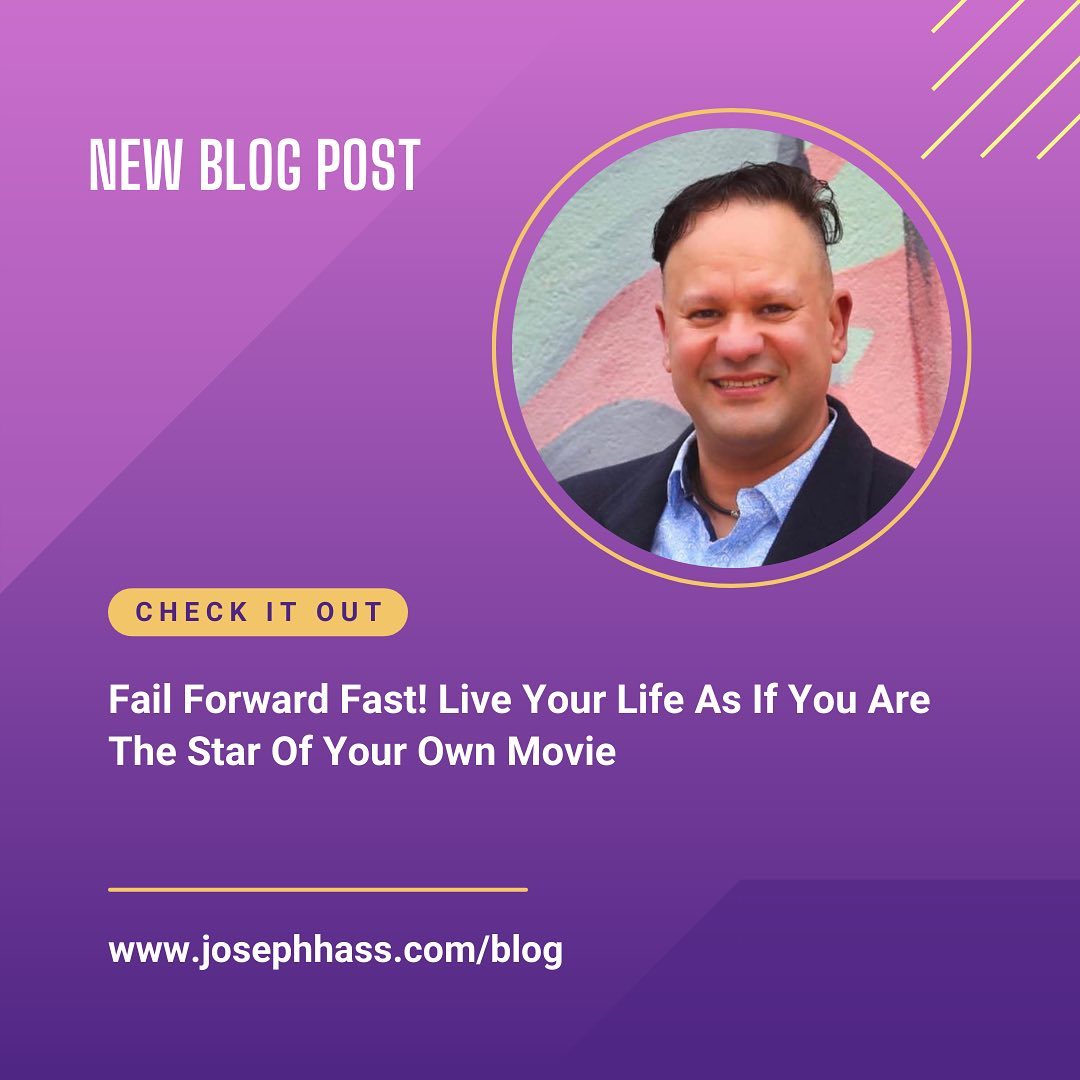 NEW BLOG POST
CHECK IT OUT
Fail Forward Fast! Live Your Life As If You Are
The Star Of Your Own Movie
www.josephhass.com/blog